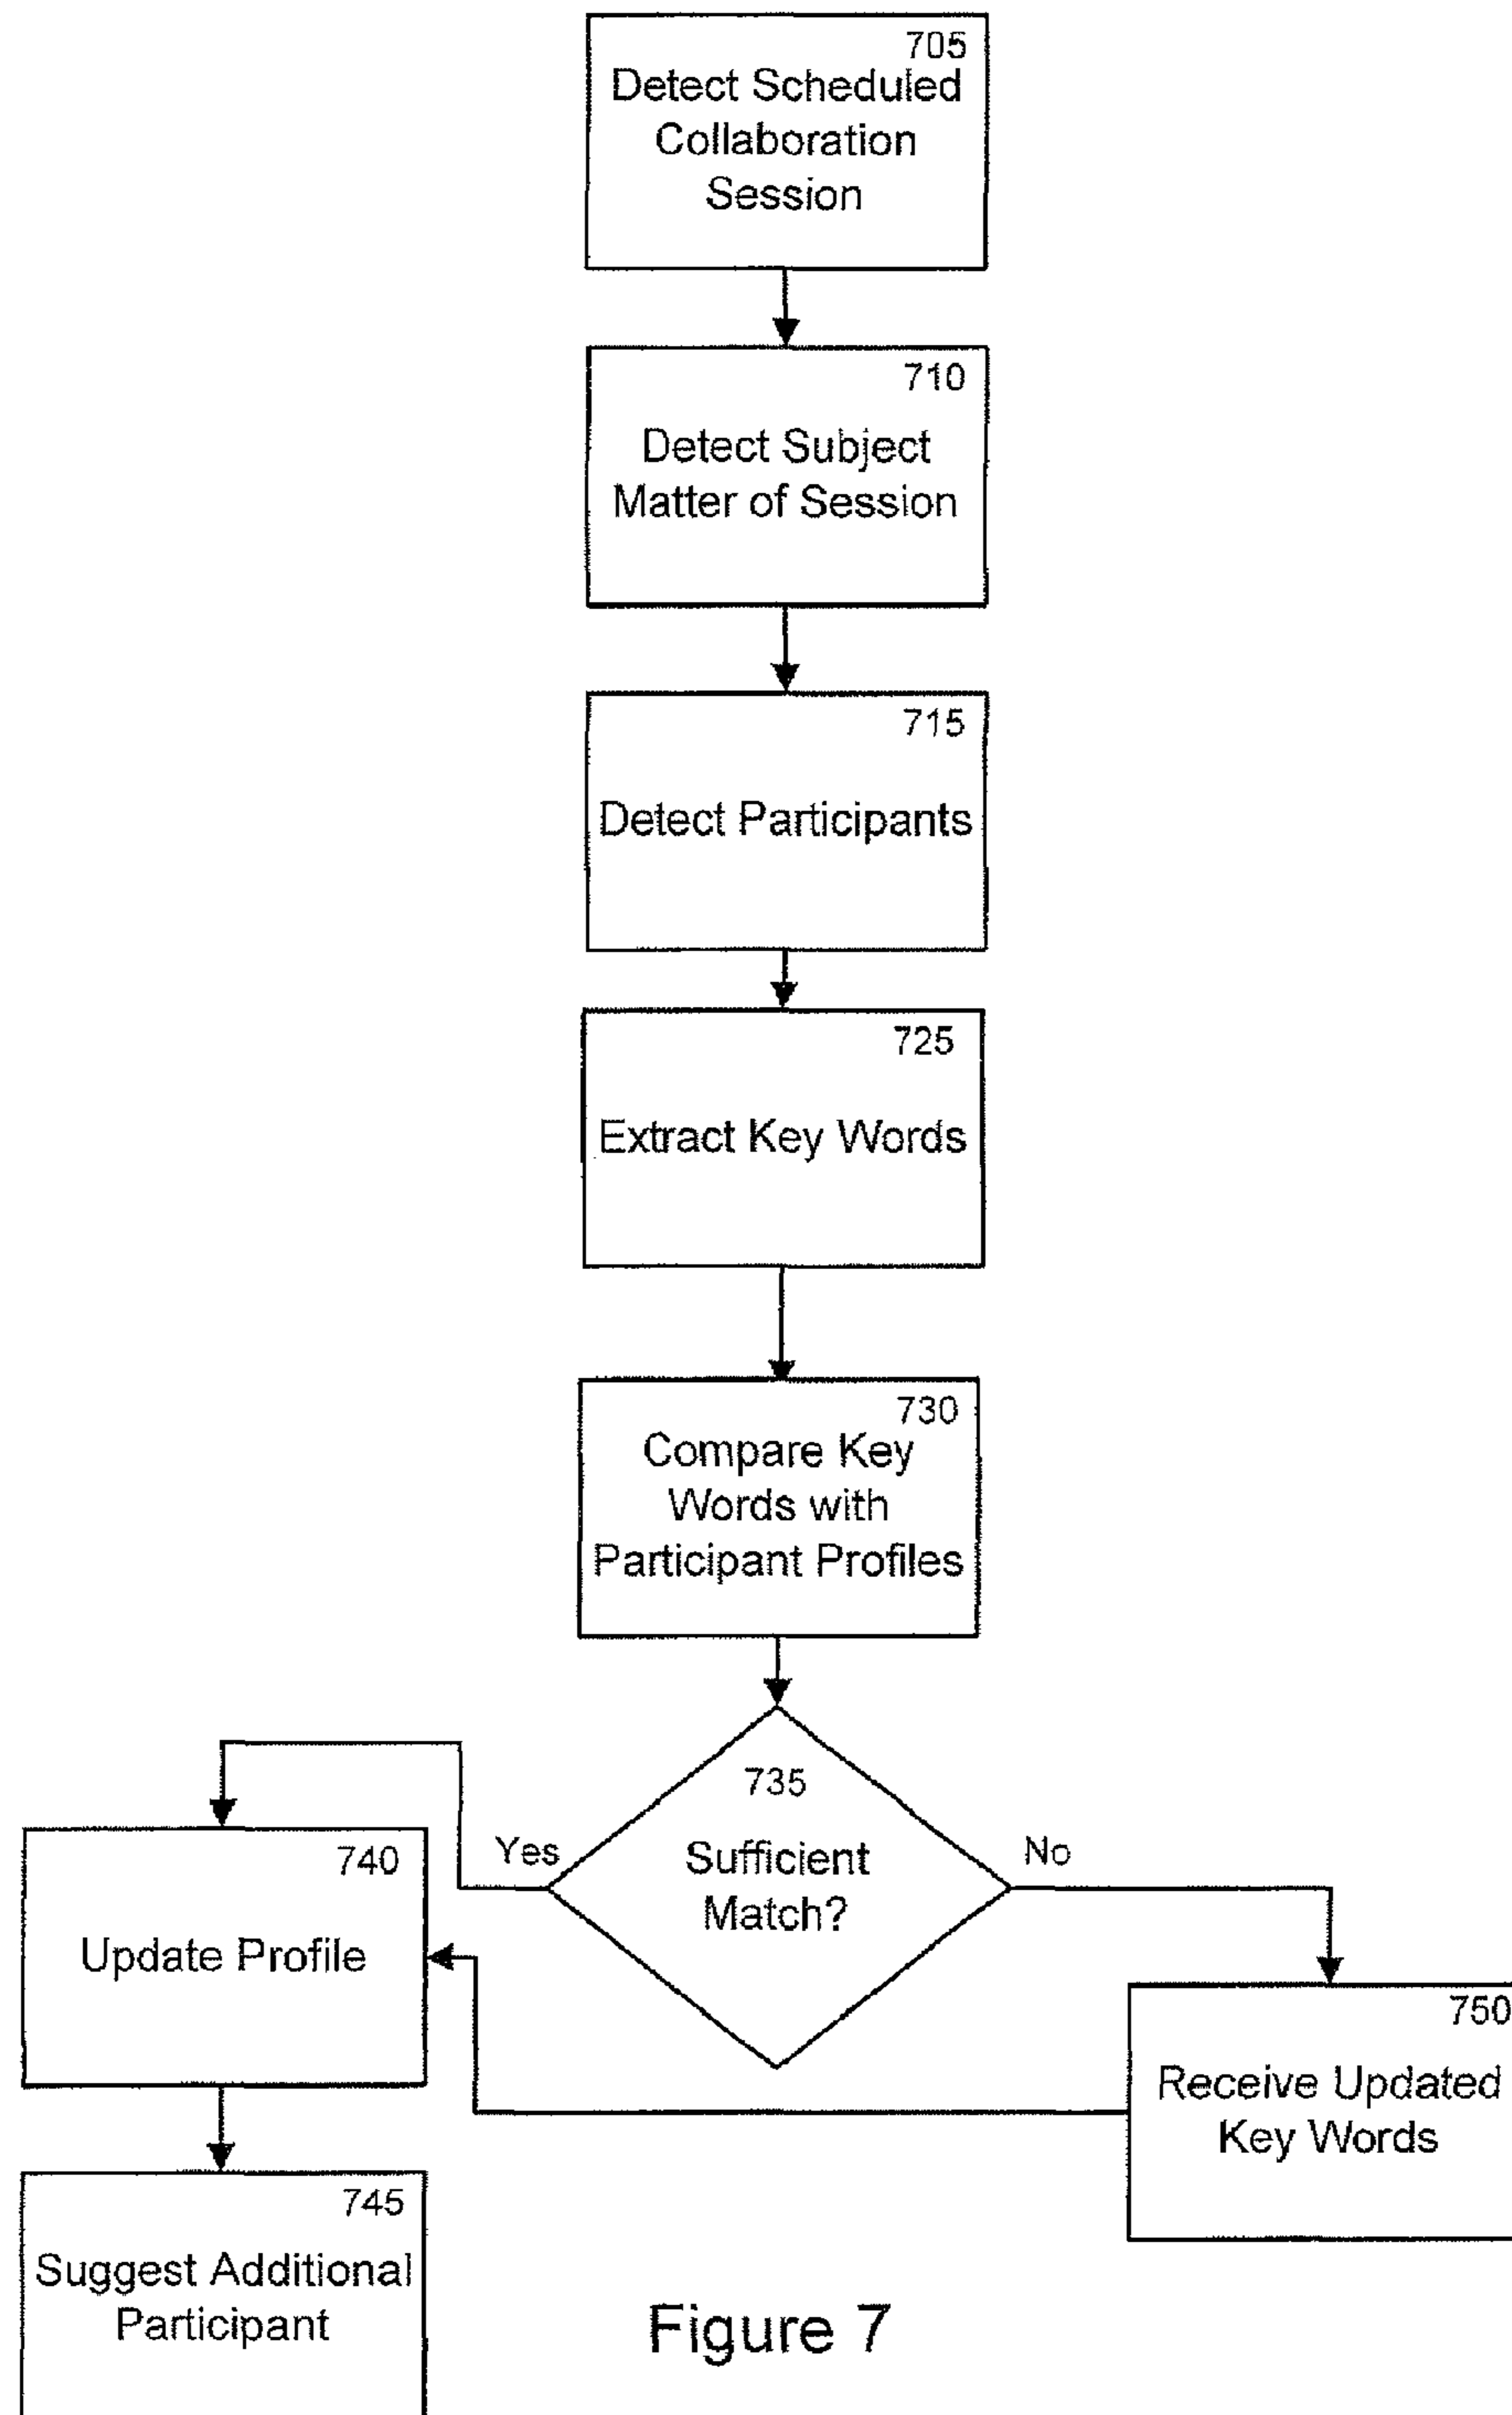 705
Detect Scheduled
Collaboration
Session
710
Detect Subject
Matter of Session
715
Detect Participants
725
Extract Key Words
730
Compare Key
Words with
Participant Profiles
735
Sufficient
Match?
Yes
No
740
Update Profile
750
Receive Updated
Key Words
745
Suggest Additional
Participant
Figure 7